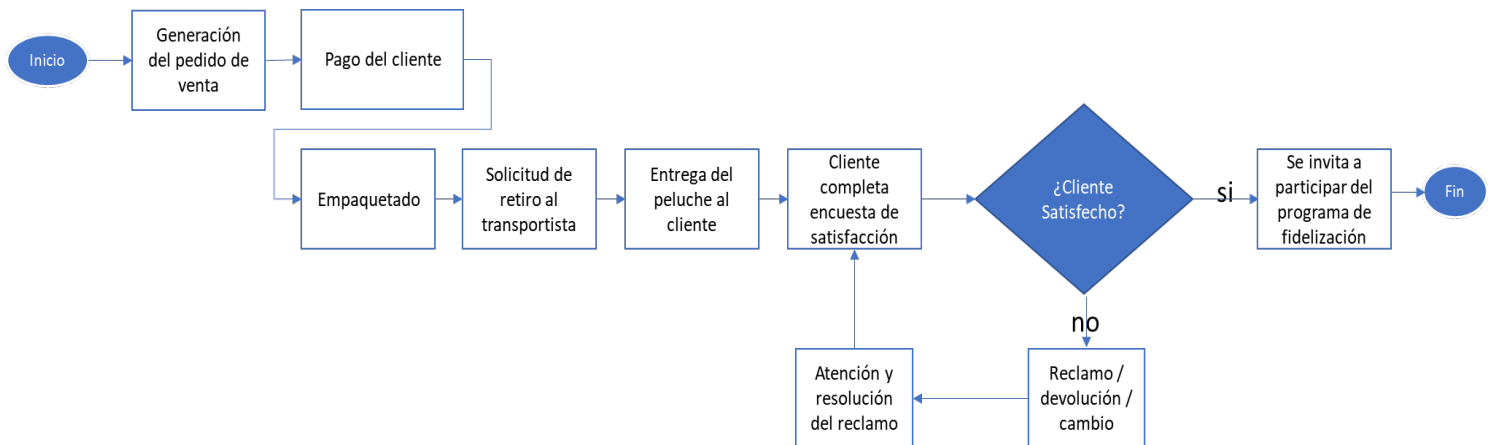 Inicio
Generación
del pedido de
venta
Pago del cliente
Empaquetado
Solicitud de
retiro al
transportista
Entrega del
peluche al
cliente
Cliente
completa
encuesta de
satisfacción
¿Cliente
Satisfecho?
si
Se invita a
participar del
programa de
fidelización
Fin
no
Reclamo /
devolución /
cambio
Atención y
resolución
del reclamo